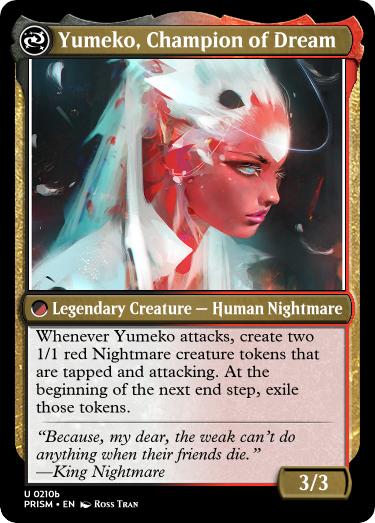 Yumeko, Champion of Dream
Legendary Creature — Human Nightmare
Whenever Yumeko attacks, create two
1/1 red Nightmare creature tokens that
are tapped and attacking. At the
beginning of the next end step, exile
those tokens.
“Because, my dear, the weak can’t do
anything when their friends die.”
—King Nightmare
3/3
U 0210b
PRISM • EN Ross Tran